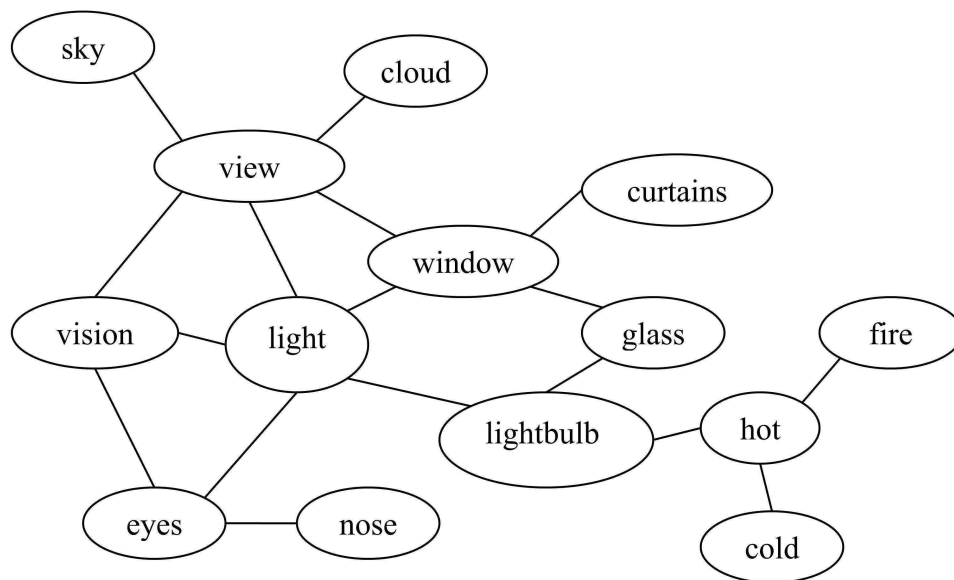 sky
cloud
view
curtains
window
vision
light
glass
fire
lightbulb
hot
eyes
nose
cold